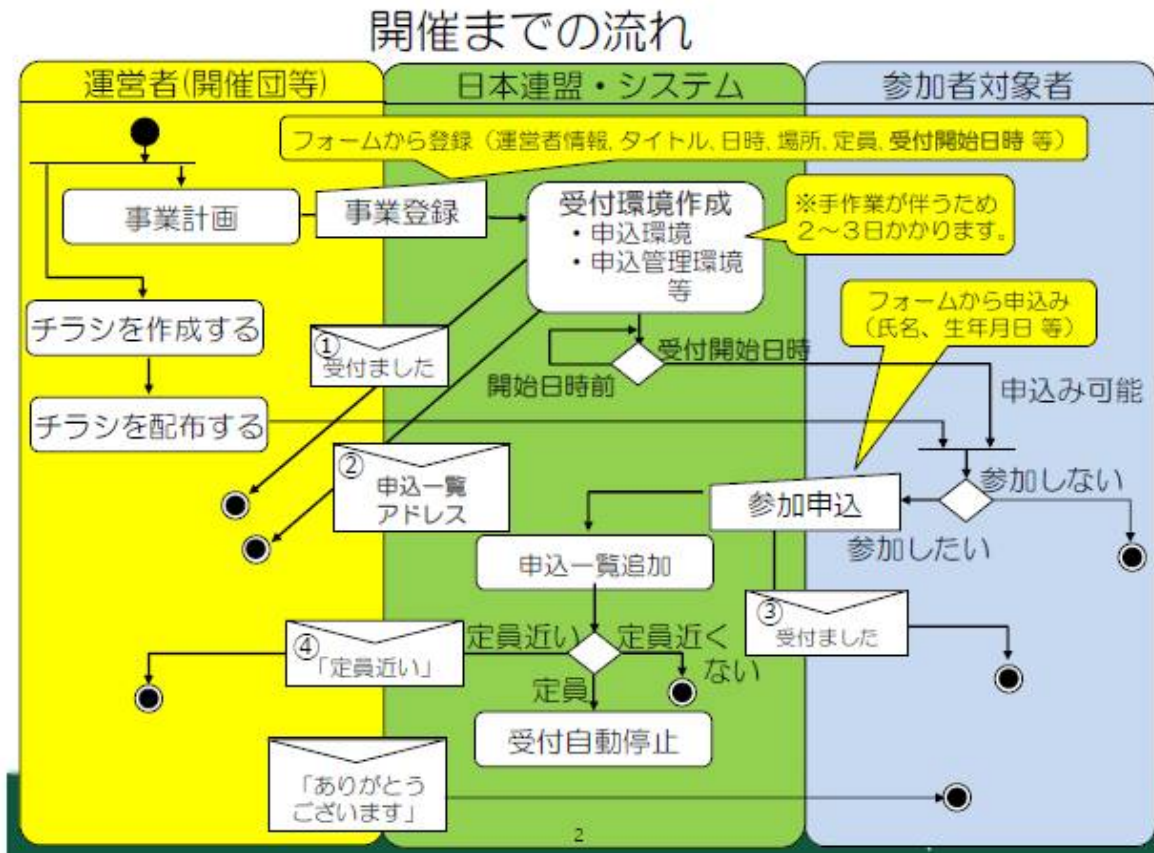 開催までの流れ
運営者(開催団等)
日本連盟・システム
参加者対象者
フォームから登録（運営者情報、タイトル、日時、場所、定員、受付開始日時 等）
事業計画
事業登録
受付環境作成
・申込環境
・申込管理環境
等
※手作業が伴うため
２～３日かかります。
チラシを作成する
①
受付ました
フォームから申込み
（氏名、生年月日 等）
受付開始日時
開始日時前
申込み可能
チラシを配布する
②
申込一覧
アドレス
参加申込
参加しない
参加したい
申込一覧追加
③
受付ました
④
「定員近い」
定員近い
定員近く
ない
定員
受付自動停止
「ありがとう
ございます」
2